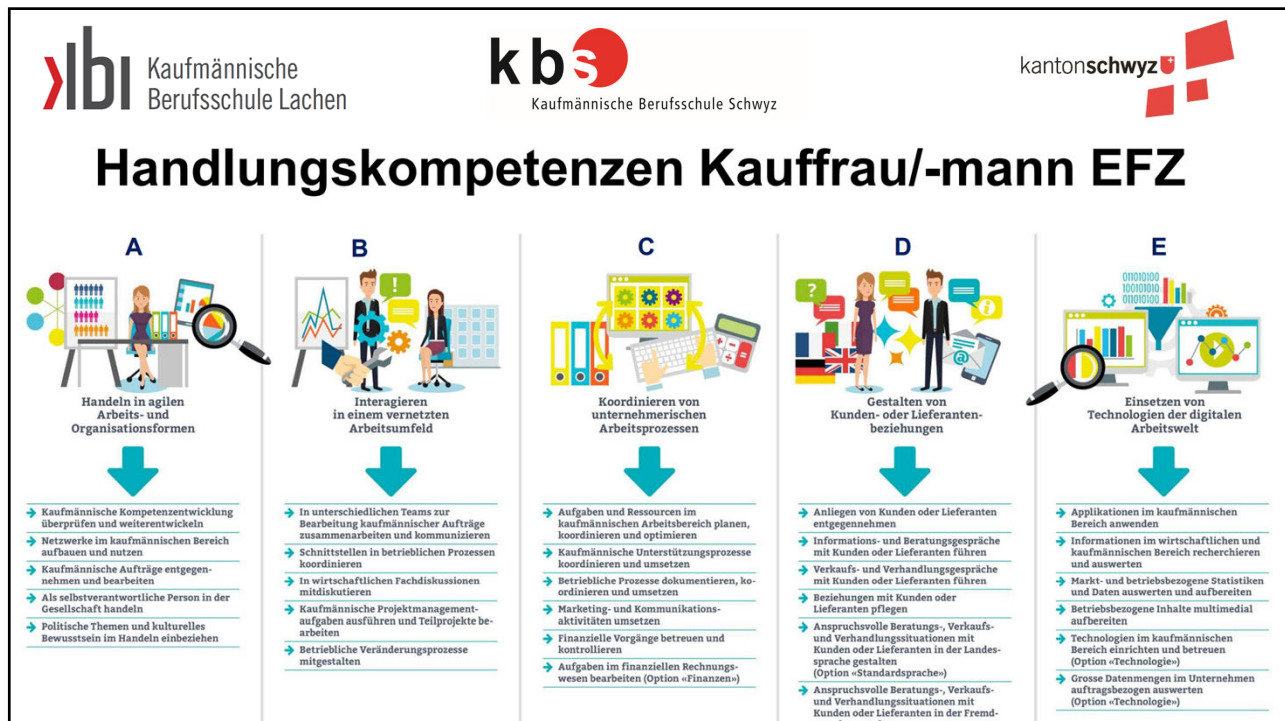 Kaufmännische
Berufsschule Lachen
kbl
kbs
Kaufmännische Berufsschule Schwyz
kantonschwyz
Handlungskompetenzen Kauffrau/-mann EFZ
A
Handeln in agilen
Arbeits- und
Organisationsformen
Kaufmännische Kompetenzentwicklung
überprüfen und weiterentwickeln
Netzwerke im kaufmännischen Bereich
aufbauen und nutzen
Kaufmännische Aufträge entgegen-
nehmen und bearbeiten
Als selbstverantwortliche Person in der
Gesellschaft handeln
Politische Themen und kulturelles
Bewusstsein im Handeln einbeziehen
B
!
Interagieren
in einem vernetzten
Arbeitsumfeld
In unterschiedlichen Teams zur
Bearbeitung kaufmännischer Aufträge
zusammenarbeiten und kommunizieren
Schnittstellen in betrieblichen Prozessen
koordinieren
In wirtschaftlichen Fachdiskussionen
mitdiskutieren
Kaufmännische Projektmanagement-
aufgaben ausführen und Teilprojekte be-
arbeiten
Betriebliche Veränderungsprozesse
mitgestalten
C
Koordinieren von
unternehmerischen
Arbeitsprozessen
Aufgaben und Ressourcen im
kaufmännischen Arbeitsbereich planen,
koordinieren und optimieren
Kaufmännische Unterstützungsprozesse
koordinieren und umsetzen
Betriebliche Prozesse dokumentieren, ko-
ordinieren und umsetzen
Marketing- und Kommunikations-
aktivitäten umsetzen
Finanzielle Vorgänge betreuen und
kontrollieren
Aufgaben im finanziellen Rechnungs-
wesen bearbeiten (Option «Finanzen»)
D
?
i
@
Gestalten von
Kunden- oder Lieferanten-
beziehungen
Anliegen von Kunden oder Lieferanten
entgegennehmen
Informations- und Beratungsgespräche
mit Kunden oder Lieferanten führen
Verkaufs- und Verhandlungsgespräche
mit Kunden oder Lieferanten führen
Beziehungen mit Kunden oder
Lieferanten pflegen
Anspruchsvolle Beratungs-, Verkaufs-
und Verhandlungssituationen mit
Kunden oder Lieferanten in der Landes-
sprache gestalten
(Option «Standardsprache»)
Anspruchsvolle Beratungs-, Verkaufs-
und Verhandlungssituationen mit
Kunden oder Lieferanten in der Fremd-
E
011010100
100101010
011010100
Einsetzen von
Technologien der digitalen
Arbeitswelt
Applikationen im kaufmännischen
Bereich anwenden
Informationen im wirtschaftlichen und
kaufmännischen Bereich recherchieren
und auswerten
Markt- und betriebsbezogene Statistiken
und Daten auswerten und aufbereiten
Betriebsbezogene Inhalte multimedial
aufbereiten
Technologien im kaufmännischen
Bereich einrichten und betreuen
(Option «Technologie»)
Grosse Datenmengen im Unternehmen
auftragsbezogen auswerten
(Option «Technologie»)